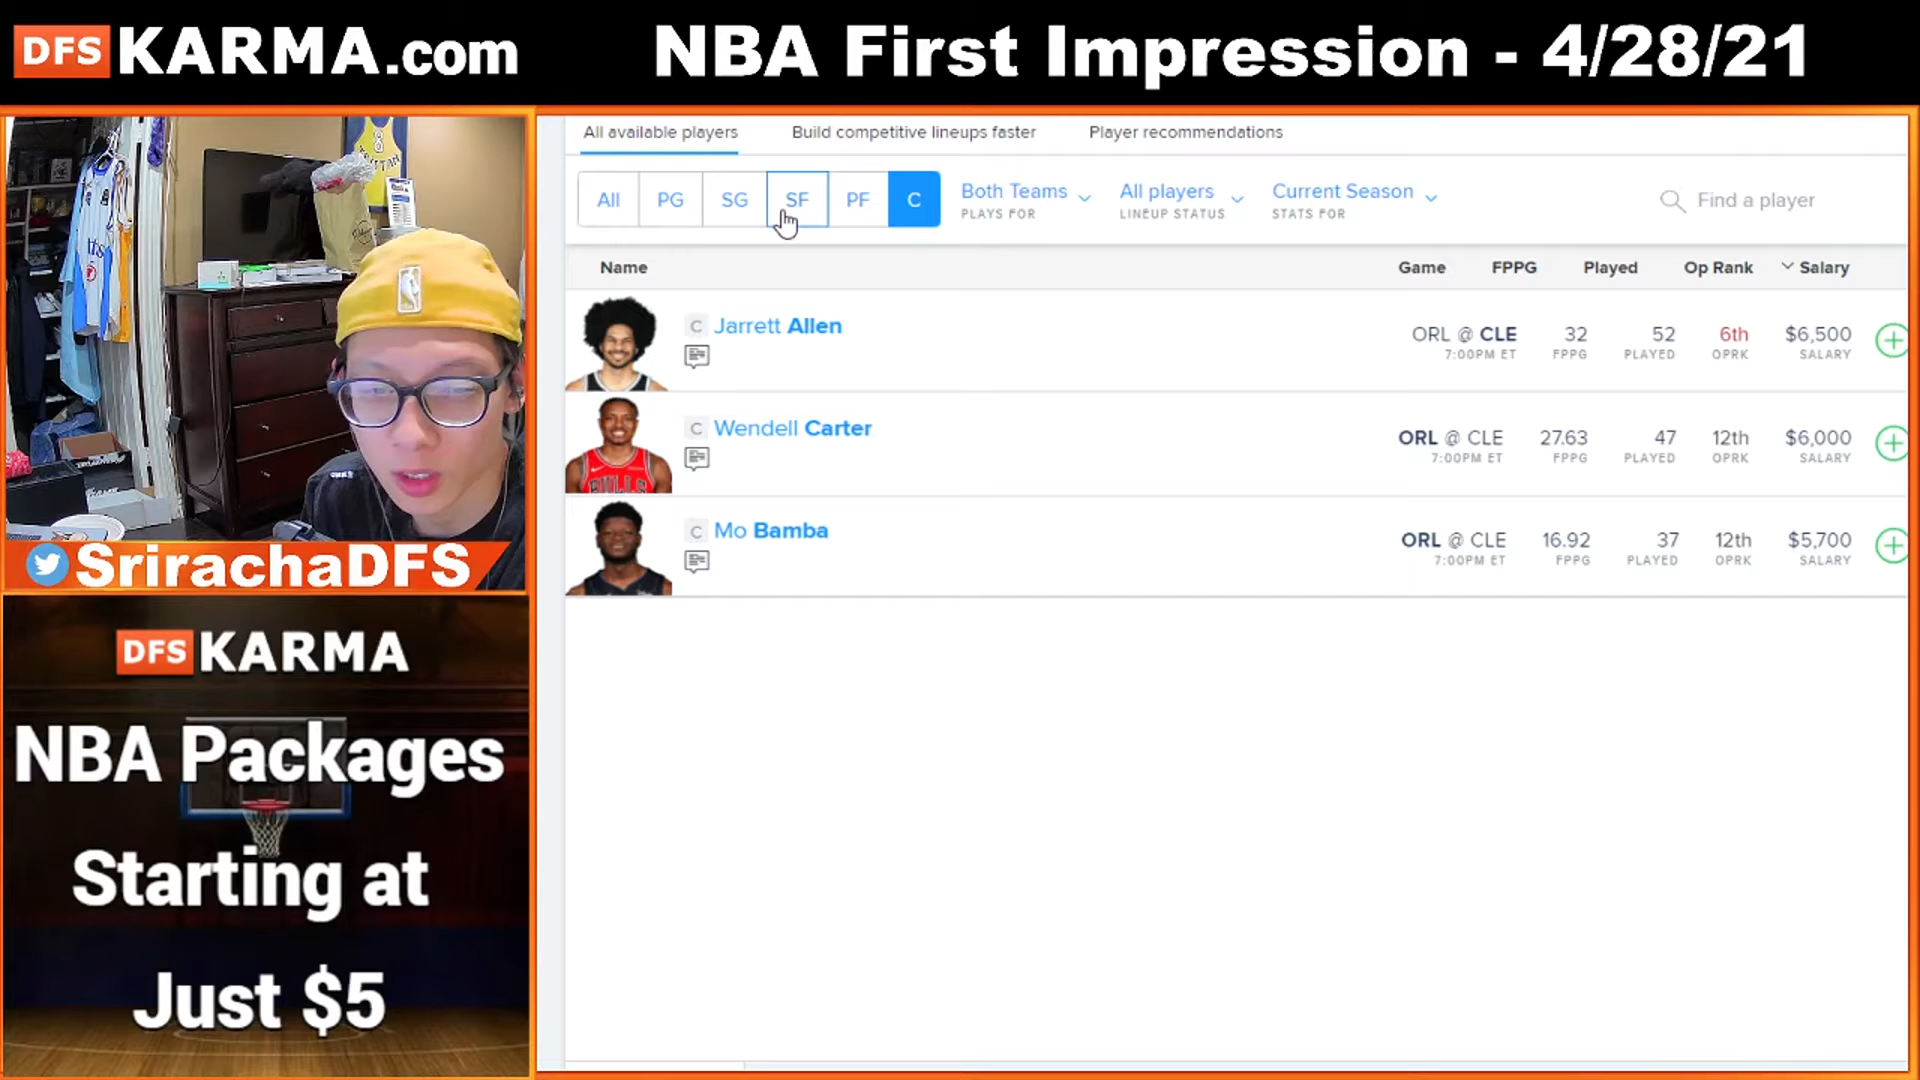 DFS KARMA.com
NBA First Impression - 4/28/21
All available players Build competitive lineups faster Player recommendations
All PG SG SF PF C Both Teams All players Current Season Find a player
PLAYS FOR LINEUP STATUS STATS FOR
Name Game FPPG Played Op Rank Salary
C Jarrett Allen ORL @ CLE 32 52 6th $6,500
7:00PM ET FPPG PLAYED OPRK SALARY
C Wendell Carter ORL @ CLE 27.63 47 12th $6,000
7:00PM ET FPPG PLAYED OPRK SALARY
BULLS
C Mo Bamba ORL @ CLE 16.92 37 12th $5,700
7:00PM ET FPPG PLAYED OPRK SALARY
8
SrirachaDFS
DFS KARMA
NBA Packages
Starting at
Just $5